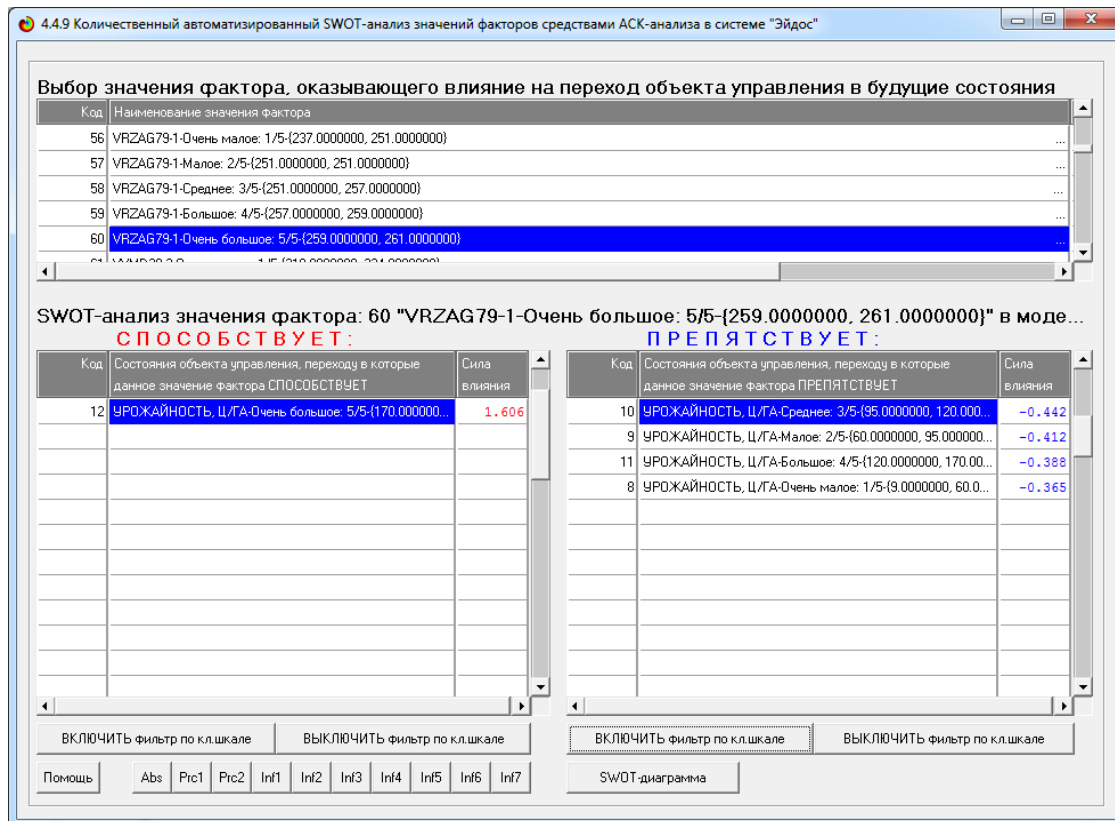 4.4.9 Количественный автоматизированный SWOT-анализ значений факторов средствами АСК-анализа в системе "Эйдос"
Выбор значения фактора, оказывающего влияние на переход объекта управления в будущие состояния
Код Наименование значения фактора
56 VRZAG79-1-Очень малое: 1/5-{237.0000000, 251.0000000} ...
57 VRZAG79-1-Малое: 2/5-{251.0000000, 251.0000000} ...
58 VRZAG79-1-Среднее: 3/5-{251.0000000, 257.0000000} ...
59 VRZAG79-1-Большое: 4/5-{257.0000000, 259.0000000} ...
60 VRZAG79-1-Очень большое: 5/5-{259.0000000, 261.0000000} ...
SWOT-анализ значения фактора: 60 "VRZAG79-1-Очень большое: 5/5-{259.0000000, 261.0000000}" в моде...
СПОСОБСТВУЕТ:
Код Состояния объекта управления, переходу в которые данное значение фактора СПОСОБСТВУЕТ Сила влияния
12 УРОЖАЙНОСТЬ, Ц/ГА-Очень большое: 5/5-{170.000000... 1.606
ПРЕПЯТСТВУЕТ:
Код Состояния объекта управления, переходу в которые данное значение фактора ПРЕПЯТСТВУЕТ Сила влияния
10 УРОЖАЙНОСТЬ, Ц/ГА-Среднее: 3/5-{95.0000000, 120.000... -0.442
9 УРОЖАЙНОСТЬ, Ц/ГА-Малое: 2/5-{60.0000000, 95.000000... -0.412
11 УРОЖАЙНОСТЬ, Ц/ГА-Большое: 4/5-{120.0000000, 170.00... -0.388
8 УРОЖАЙНОСТЬ, Ц/ГА-Очень малое: 1/5-{9.0000000, 60.0... -0.365
ВКЛЮЧИТЬ фильтр по кл.шкале ВЫКЛЮЧИТЬ фильтр по кл.шкале ВКЛЮЧИТЬ фильтр по кл.шкале ВЫКЛЮЧИТЬ фильтр по кл.шкале
Помощь Abs Prc1 Prc2 Inf1 Inf2 Inf3 Inf4 Inf5 Inf6 Inf7 SWOT-диаграмма